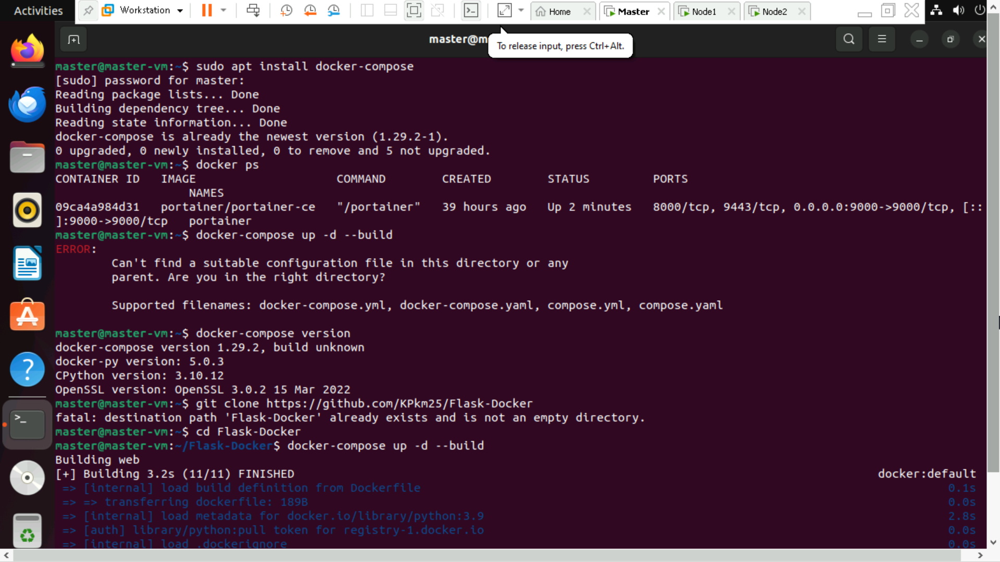 Activities
Workstation
Home
Master
Node1
Node2
master@m
To release input, press Ctrl+Alt.
master@master-vm:~$ sudo apt install docker-compose
[sudo] password for master:
Reading package lists... Done
Building dependency tree... Done
Reading state information... Done
docker-compose is already the newest version (1.29.2-1).
0 upgraded, 0 newly installed, 0 to remove and 5 not upgraded.
master@master-vm:~$ docker ps
CONTAINER ID   IMAGE                    COMMAND        CREATED        STATUS         PORTS
                   NAMES
09ca4a984d31   portainer/portainer-ce   "/portainer"   39 hours ago   Up 2 minutes   8000/tcp, 9443/tcp, 0.0.0.0:9000->9000/tcp, [::
]:9000->9000/tcp   portainer
master@master-vm:~$ docker-compose up -d --build
ERROR:
        Can't find a suitable configuration file in this directory or any
        parent. Are you in the right directory?
        Supported filenames: docker-compose.yml, docker-compose.yaml, compose.yml, compose.yaml
master@master-vm:~$ docker-compose version
docker-compose version 1.29.2, build unknown
docker-py version: 5.0.3
CPython version: 3.10.12
OpenSSL version: OpenSSL 3.0.2 15 Mar 2022
master@master-vm:~$ git clone https://github.com/KPkm25/Flask-Docker
fatal: destination path 'Flask-Docker' already exists and is not an empty directory.
master@master-vm:~$ cd Flask-Docker
master@master-vm:~/Flask-Docker$ docker-compose up -d --build
Building web
[+] Building 3.2s (11/11) FINISHED docker:default
 => [internal] load build definition from Dockerfile 0.1s
 => => transferring dockerfile: 189B 0.0s
 => [internal] load metadata for docker.io/library/python:3.9 2.8s
 => [auth] library/python:pull token for registry-1.docker.io 0.0s
 => [internal] load .dockerignore 0.0s